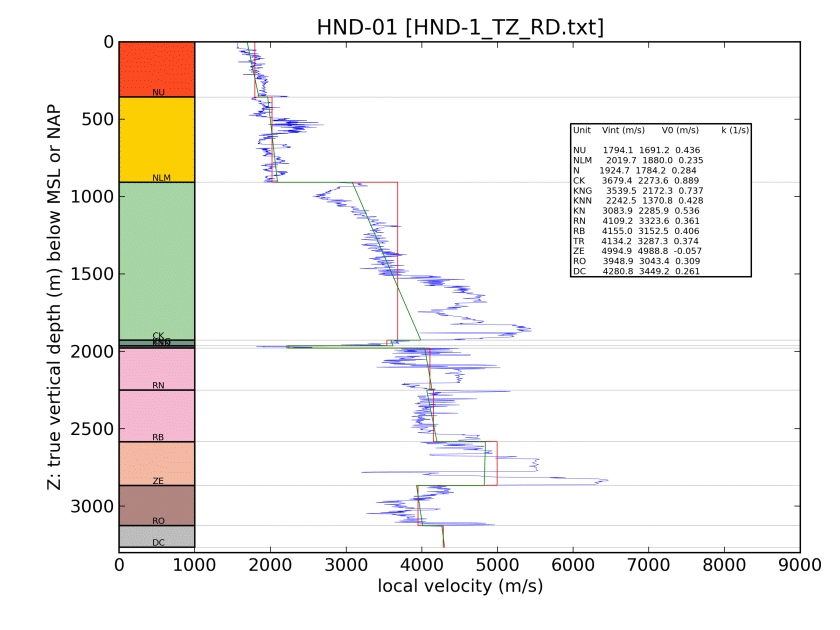 HND-01 [HND-1_TZ_RD.txt]
Z: true vertical depth (m) below MSL or NAP
0
500
1000
1500
2000
2500
3000
NU
NLM
CK
RN
RB
ZE
RO
DC
Unit Vint (m/s) V0 (m/s) k (1/s)
NU 1794.1 1691.2 0.436
NLM 2019.7 1880.0 0.235
N 1924.7 1784.2 0.284
CK 3679.4 2273.6 0.889
KNG 3539.5 2172.3 0.737
KNN 2242.5 1370.8 0.428
KN 3083.9 2285.9 0.536
RN 4109.2 3323.6 0.361
RB 4155.0 3152.5 0.406
TR 4134.2 3287.3 0.374
ZE 4994.9 4988.8 -0.057
RO 3948.9 3043.4 0.309
DC 4280.8 3449.2 0.261
0 1000 2000 3000 4000 5000 6000 7000 8000 9000
local velocity (m/s)